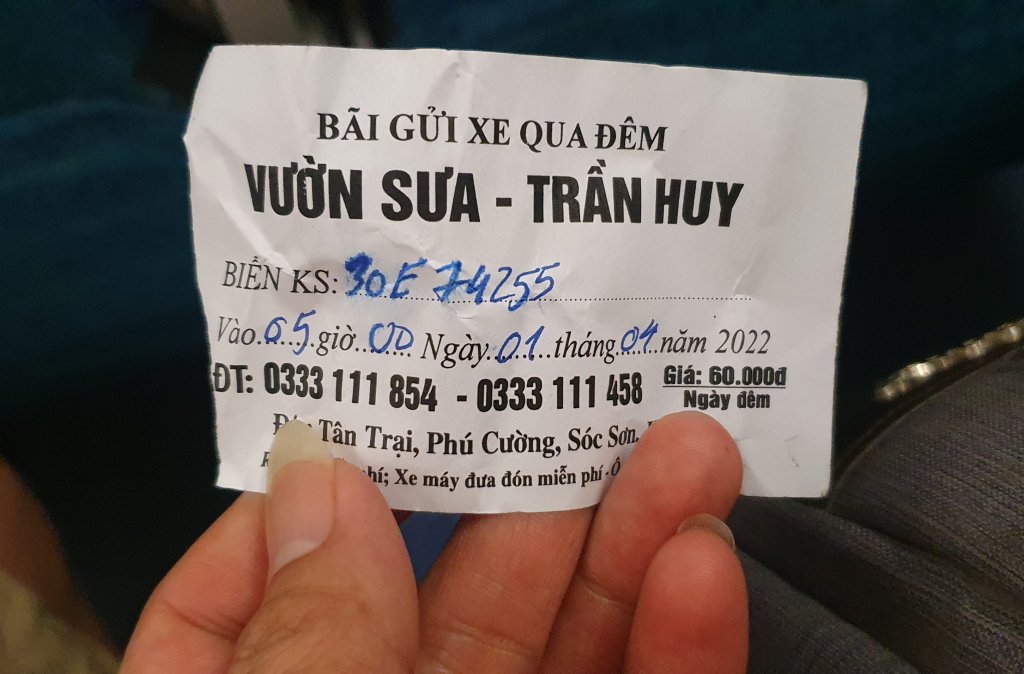 BÃI GỬI XE QUA ĐÊM
VƯỜN SƯA - TRẦN HUY
BIỂN KS: 30E 74255
Vào 05 giờ 00 Ngày 01 tháng 04 năm 2022
ĐT: 0333 111 854 - 0333 111 458 Giá: 60.000đ
Ngày đêm
Tân Trại, Phú Cường, Sóc Sơn,
phí; Xe máy đưa đón miễn phí - Ô